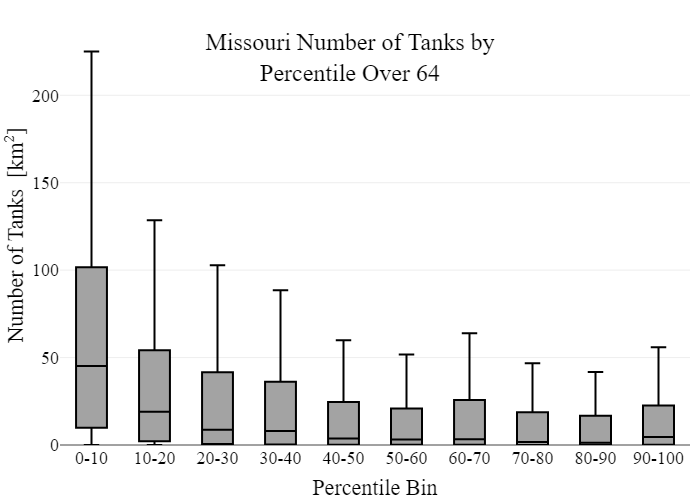 Missouri Number of Tanks by
Percentile Over 64
Number of Tanks [km²]
200
150
100
50
0
0-10 10-20 20-30 30-40 40-50 50-60 60-70 70-80 80-90 90-100
Percentile Bin